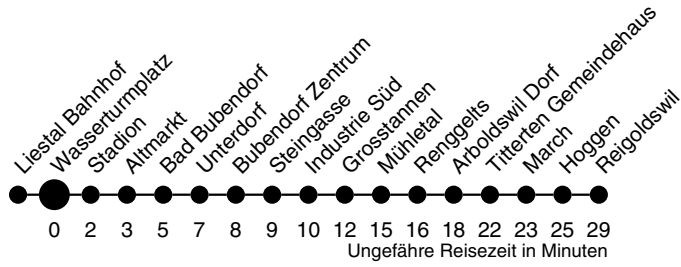 Liestal Bahnhof
Wasserturmplatz
Stadion
Altmarkt
Bad Bubendorf
Unterdorf
Bubendorf Zentrum
Steingasse
Industrie Süd
Grosstannen
Mühletal
Renggelts
Arboldswil Dorf
Titterten Gemeindehaus
March
Hoggen
Reigoldswil
0 2 3 5 7 8 9 10 12 15 16 18 22 23 25 29
Ungefähre Reisezeit in Minuten